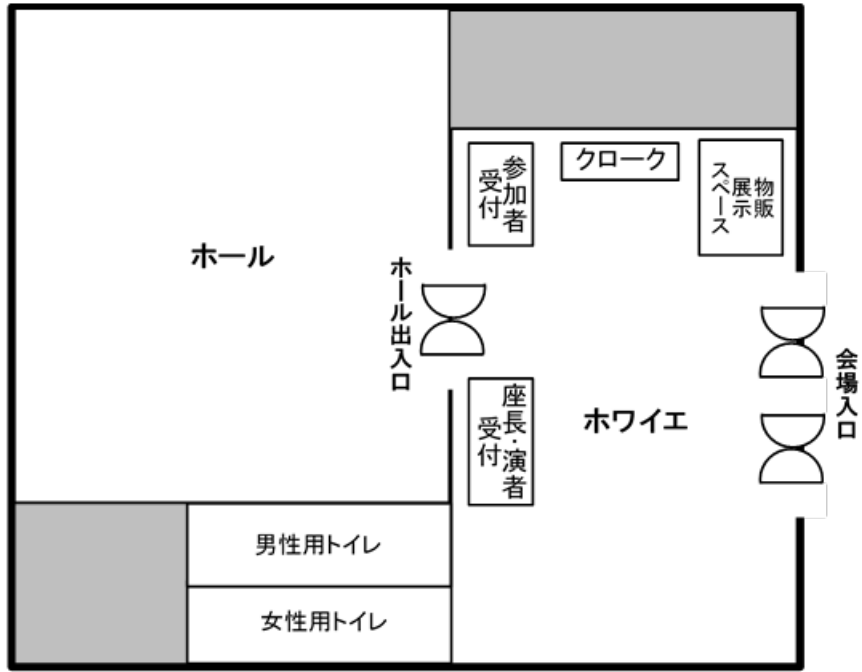 参加者
受付
クローク
物販
展示
スペース
ホール
ホール出入口
会場入口
座長・演者
受付
ホワイエ
男性用トイレ
女性用トイレ